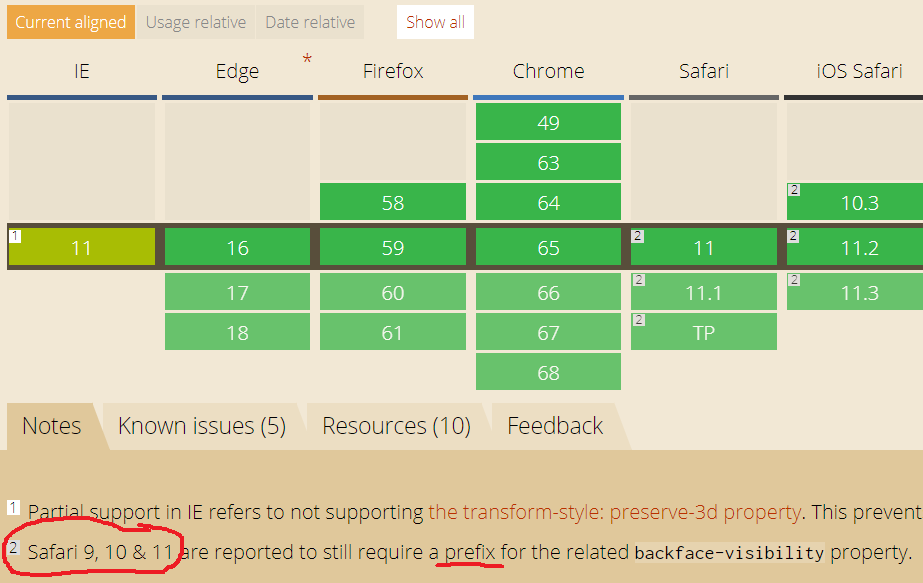 Current aligned Usage relative Date relative Show all
IE Edge * Firefox Chrome Safari iOS Safari
49
63
58 64 2 10.3
1 11 16 59 65 2 11 2 11.2
17 60 66 2 11.1 2 11.3
18 61 67 2 TP
68
Notes Known issues (5) Resources (10) Feedback
1 Partial support in IE refers to not supporting the transform-style: preserve-3d property. This prevent
2 Safari 9, 10 & 11 are reported to still require a prefix for the related backface-visibility property.